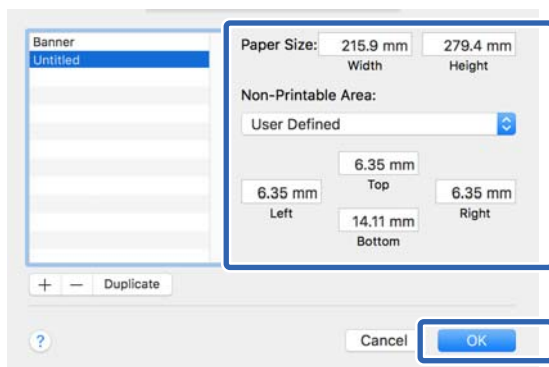 Banner
Untitled
Paper Size: 215.9 mm 279.4 mm
Width Height
Non-Printable Area:
User Defined
6.35 mm
Top
6.35 mm 6.35 mm
Left Right
14.11 mm
Bottom
+ − Duplicate
? Cancel OK